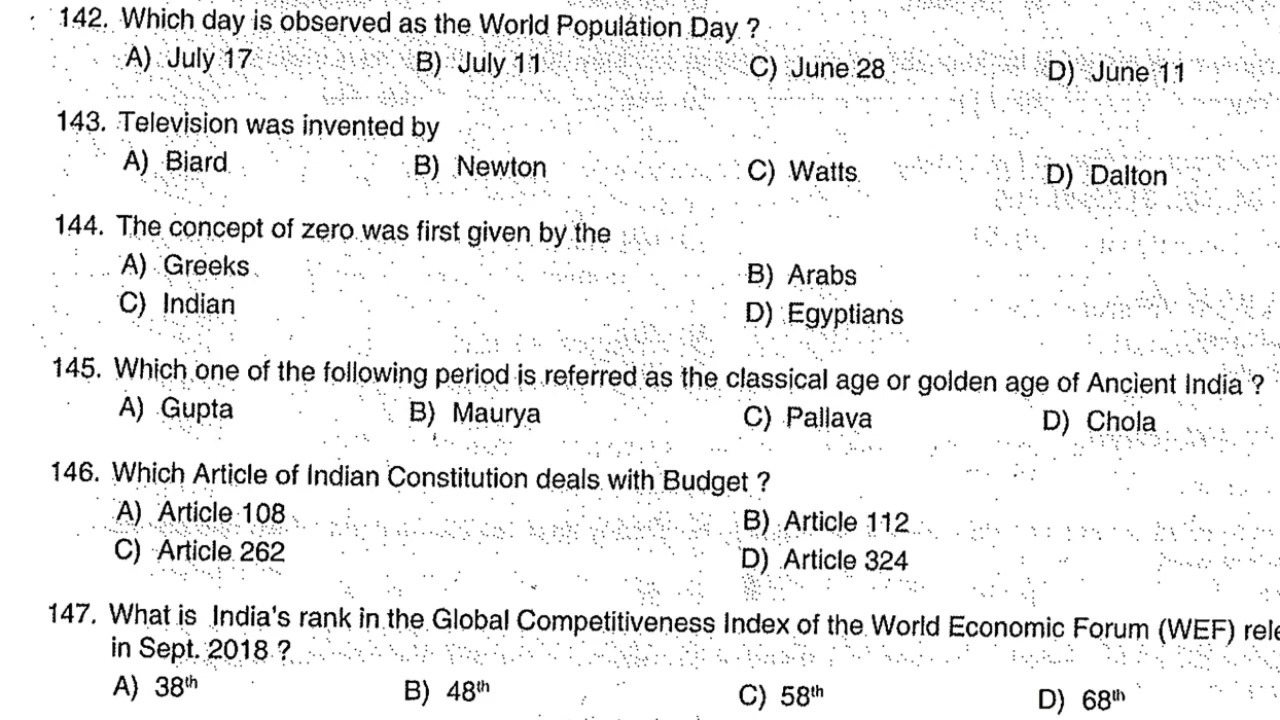 142. Which day is observed as the World Population Day ?
A) July 17 B) July 11 C) June 28 D) June 11
143. Television was invented by
A) Biard B) Newton C) Watts D) Dalton
144. The concept of zero was first given by the
A) Greeks B) Arabs
C) Indian D) Egyptians
145. Which one of the following period is referred as the classical age or golden age of Ancient India ?
A) Gupta B) Maurya C) Pallava D) Chola
146. Which Article of Indian Constitution deals with Budget ?
A) Article 108 B) Article 112
C) Article 262 D) Article 324
147. What is India's rank in the Global Competitiveness Index of the World Economic Forum (WEF) rele
in Sept. 2018 ?
A) 38th B) 48th C) 58th D) 68th